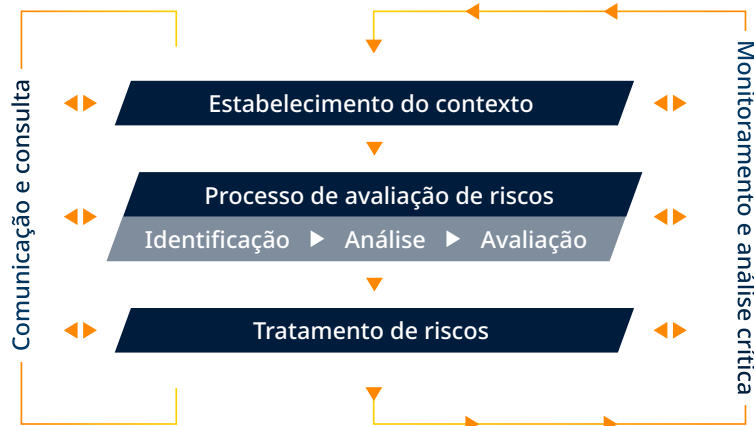 Comunicação e consulta
Estabelecimento do contexto
Processo de avaliação de riscos
Identificação Análise Avaliação
Tratamento de riscos
Monitoramento e análise crítica